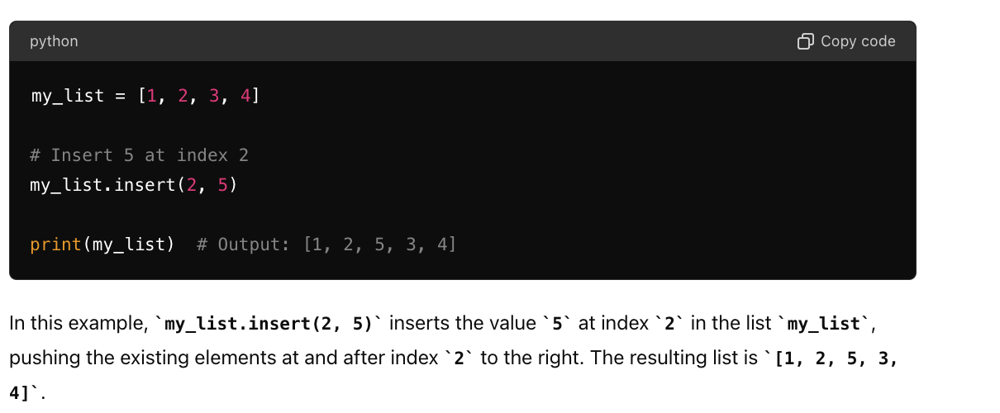 python
Copy code
my_list = [1, 2, 3, 4]
# Insert 5 at index 2
my_list.insert(2, 5)
print(my_list)  # Output: [1, 2, 5, 3, 4]
In this example, `my_list.insert(2, 5)` inserts the value `5` at index `2` in the list `my_list`,
pushing the existing elements at and after index `2` to the right. The resulting list is `[1, 2, 5, 3,
4]`.